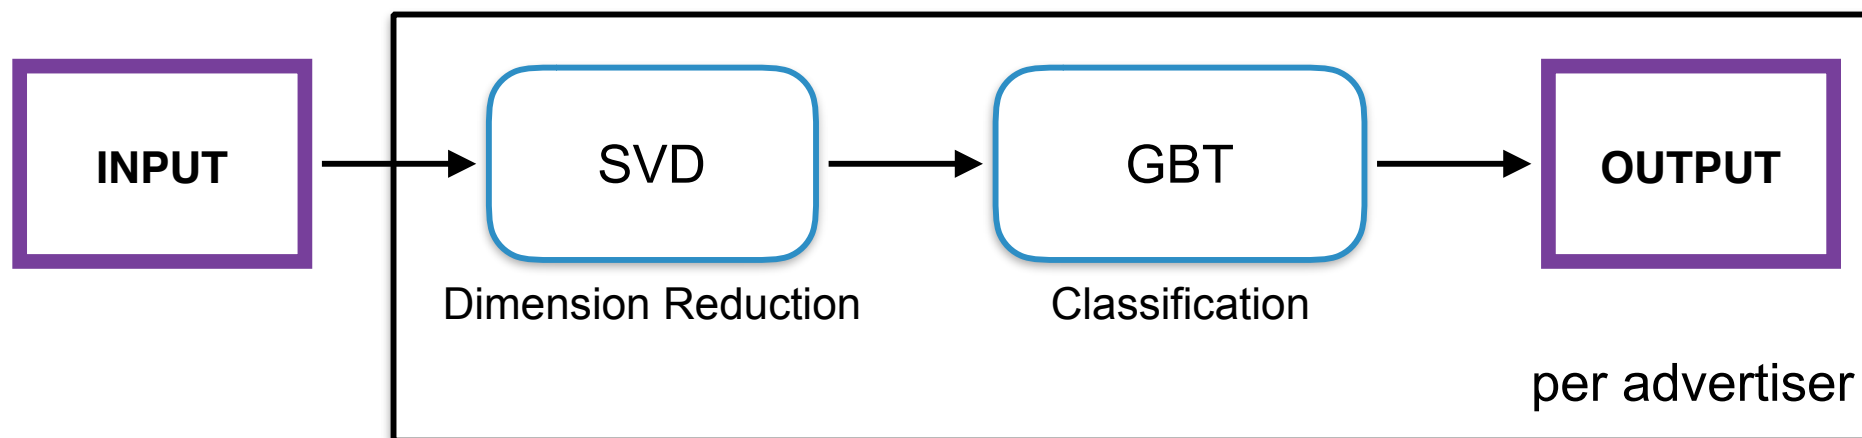 INPUT
SVD
GBT
OUTPUT
Dimension Reduction
Classification
per advertiser